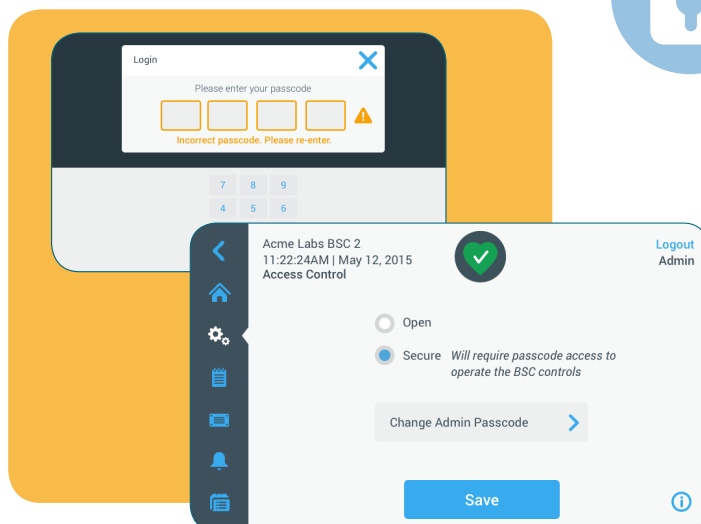 Login
Please enter your passcode
Incorrect passcode. Please re-enter.
7 8 9
4 5 6
Acme Labs BSC 2
11:22:24AM | May 12, 2015
Access Control
Logout
Admin
Open
Secure Will require passcode access to
operate the BSC controls
Change Admin Passcode
Save